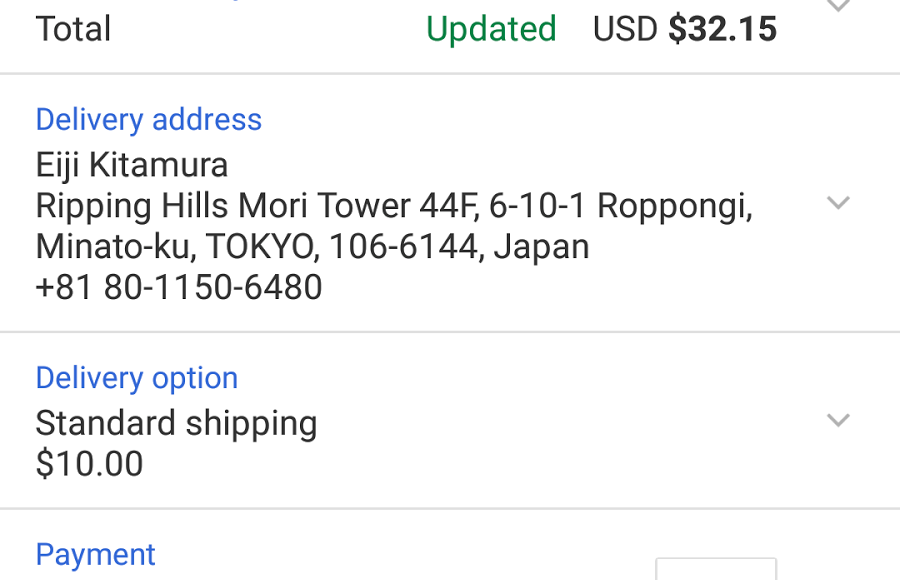 Total Updated USD $32.15
Delivery address
Eiji Kitamura
Ripping Hills Mori Tower 44F, 6-10-1 Roppongi,
Minato-ku, TOKYO, 106-6144, Japan
+81 80-1150-6480
Delivery option
Standard shipping
$10.00
Payment